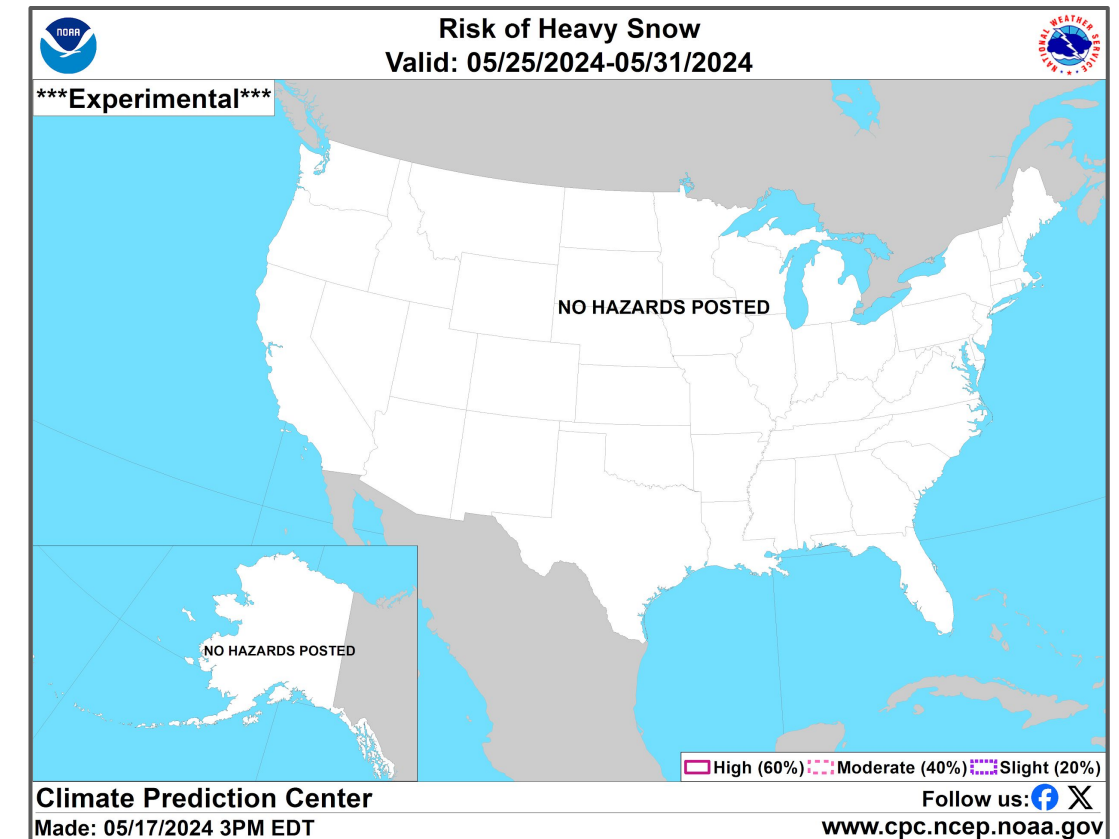 NOAA
Risk of Heavy Snow
Valid: 05/25/2024-05/31/2024
NATIONAL WEATHER SERVICE
***Experimental***
NO HAZARDS POSTED
NO HAZARDS POSTED
High (60%) Moderate (40%) Slight (20%)
Climate Prediction Center
Follow us:
Made: 05/17/2024 3PM EDT
www.cpc.ncep.noaa.gov